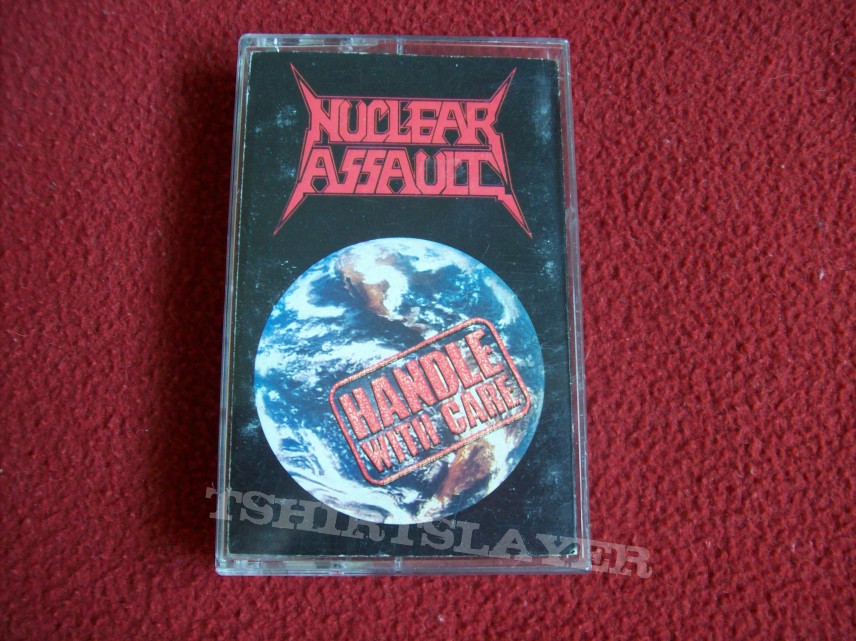 NUCLEAR
ASSAULT
HANDLE
WITH CARE
TSHIRTSLAYER